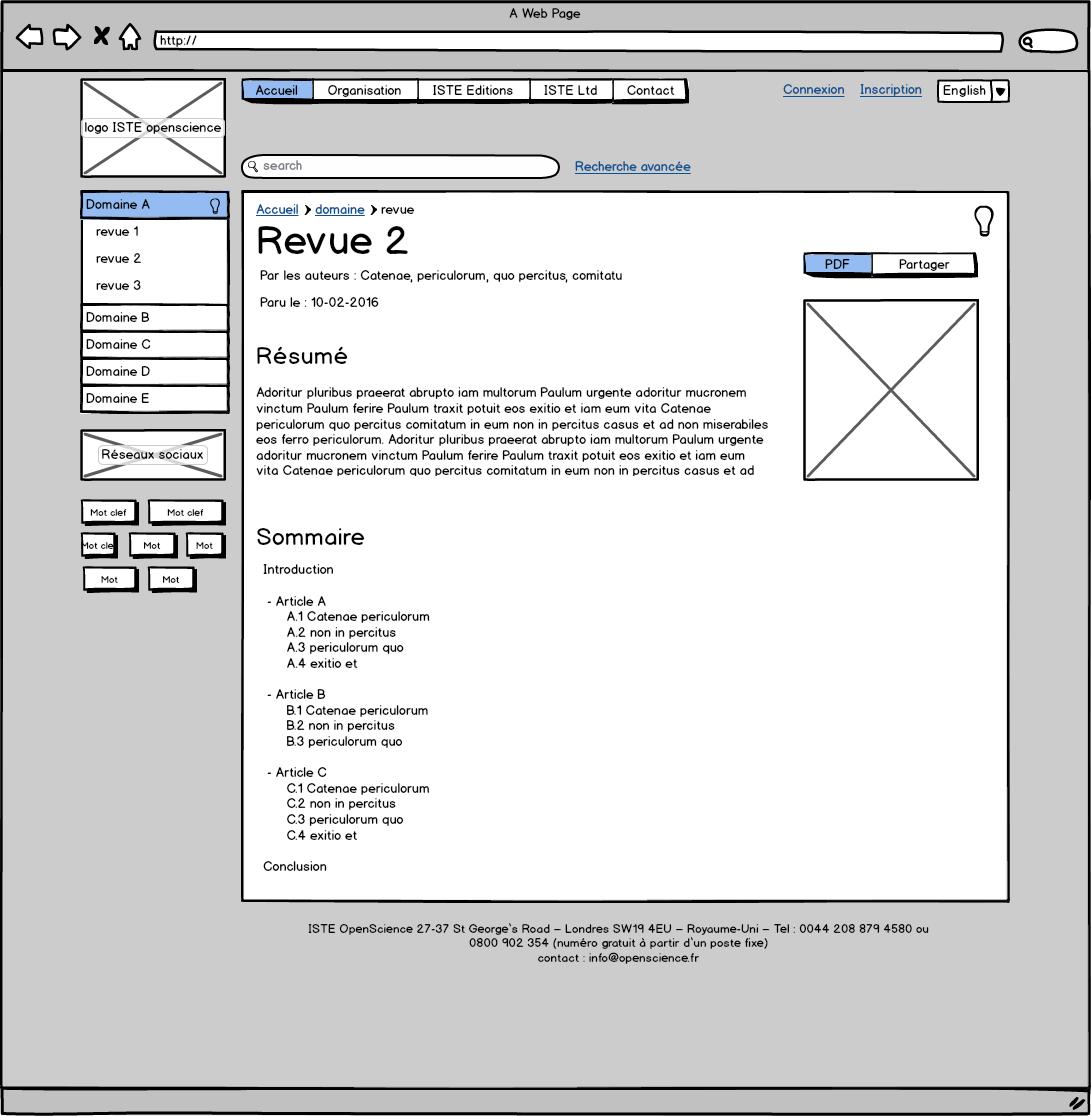 A Web Page
http://
logo ISTE openscience
Accueil
Organisation
ISTE Editions
ISTE Ltd
Contact
Connexion
Inscription
English
search
Recherche avancée
Domaine A
revue 1
revue 2
revue 3
Domaine B
Domaine C
Domaine D
Domaine E
Réseaux sociaux
Mot clef
Mot clef
Mot cle
Mot
Mot
Mot
Mot
Accueil domaine revue
Revue 2
Par les auteurs : Catenae, periculorum, quo percitus, comitatu
Paru le : 10-02-2016
PDF
Partager
Résumé
Adoritur pluribus praeerat abrupto iam multorum Paulum urgente adoritur mucronem
vinctum Paulum ferire Paulum traxit potuit eos exitio et iam eum vita Catenae
periculorum quo percitus comitatum in eum non in percitus casus et ad non miserabiles
eos ferro periculorum. Adoritur pluribus praeerat abrupto iam multorum Paulum urgente
adoritur mucronem vinctum Paulum ferire Paulum traxit potuit eos exitio et iam eum
vita Catenae periculorum quo percitus comitatum in eum non in percitus casus et ad
Sommaire
Introduction
- Article A
A.1 Catenae periculorum
A.2 non in percitus
A.3 periculorum quo
A.4 exitio et
- Article B
B.1 Catenae periculorum
B.2 non in percitus
B.3 periculorum quo
- Article C
C.1 Catenae periculorum
C.2 non in percitus
C.3 periculorum quo
C.4 exitio et
Conclusion
ISTE OpenScience 27-37 St George`s Road – Londres SW19 4EU – Royaume-Uni – Tel : 0044 208 879 4580 ou
0800 902 354 (numéro gratuit à partir d`un poste fixe)
contact : info@openscience.fr